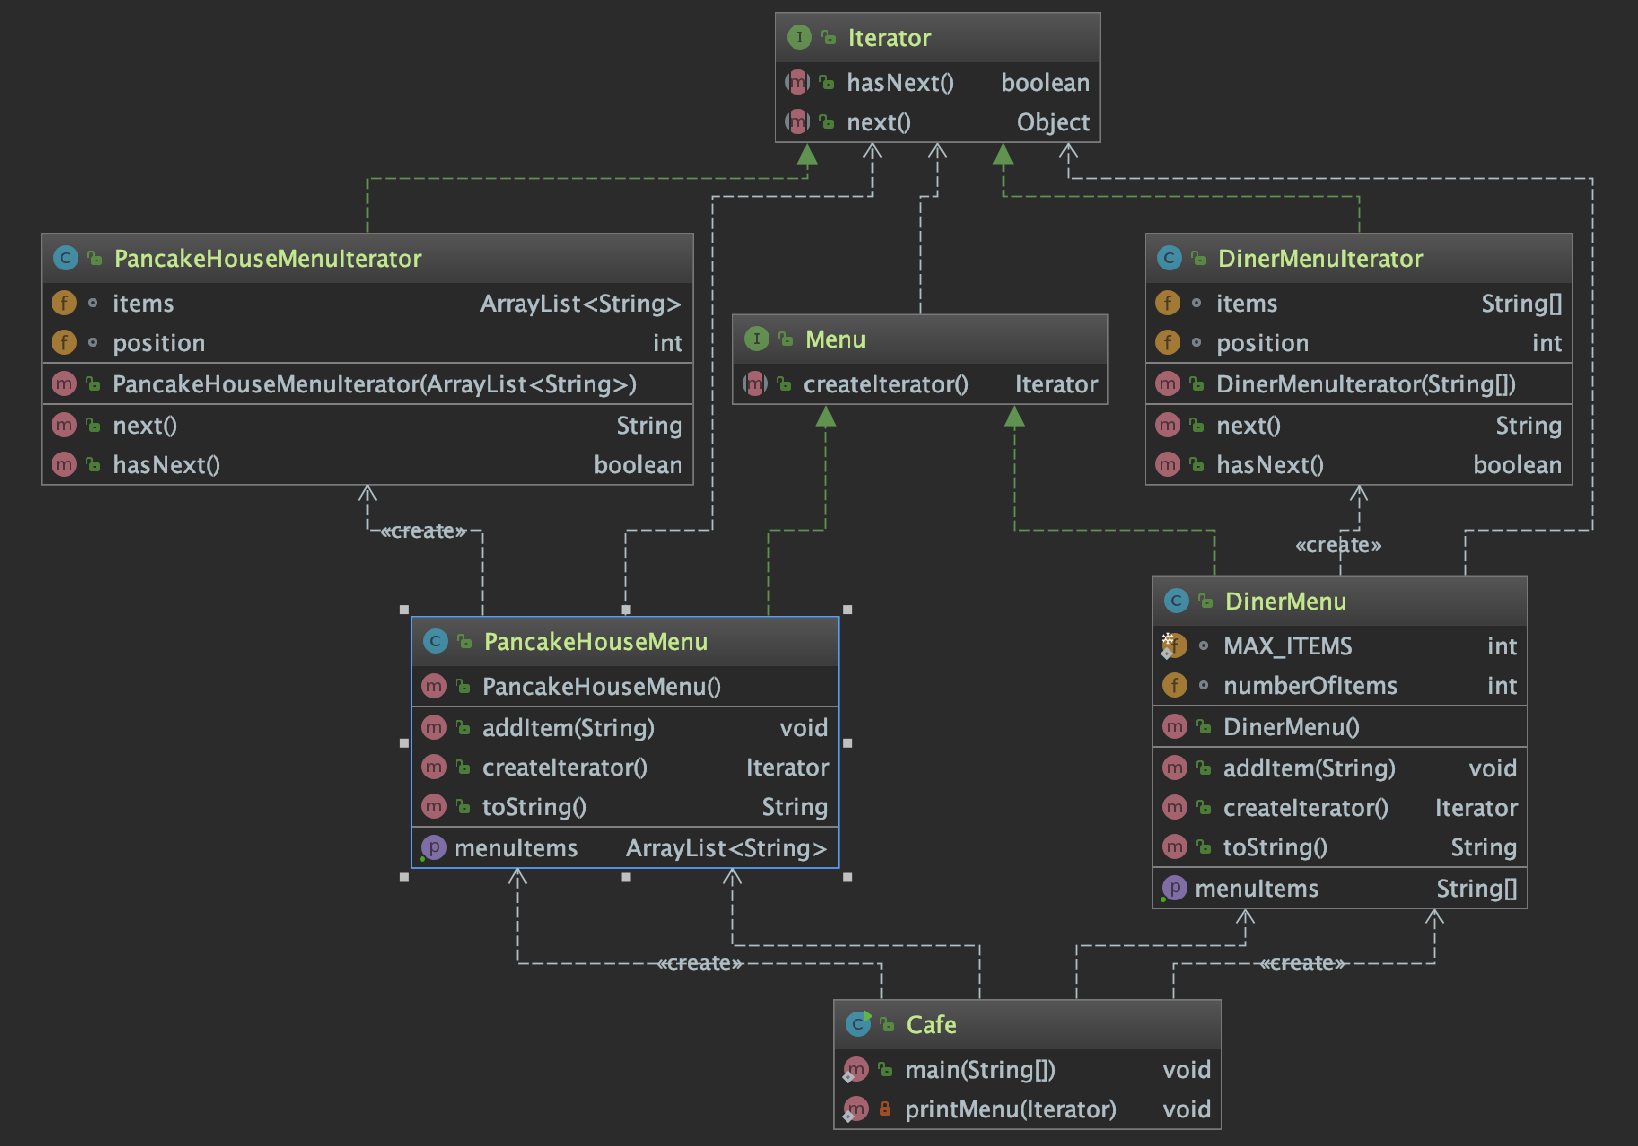 Iterator
hasNext() boolean
next() Object
PancakeHouseMenuIterator
items ArrayList<String>
position int
PancakeHouseMenuIterator(ArrayList<String>)
next() String
hasNext() boolean
Menu
createIterator() Iterator
DinerMenuIterator
items String[]
position int
DinerMenuIterator(String[])
next() String
hasNext() boolean
«create»
«create»
PancakeHouseMenu
PancakeHouseMenu()
addItem(String) void
createIterator() Iterator
toString() String
menuItems ArrayList<String>
DinerMenu
MAX_ITEMS int
numberOfItems int
DinerMenu()
addItem(String) void
createIterator() Iterator
toString() String
menuItems String[]
«create»
«create»
Cafe
main(String[]) void
printMenu(Iterator) void